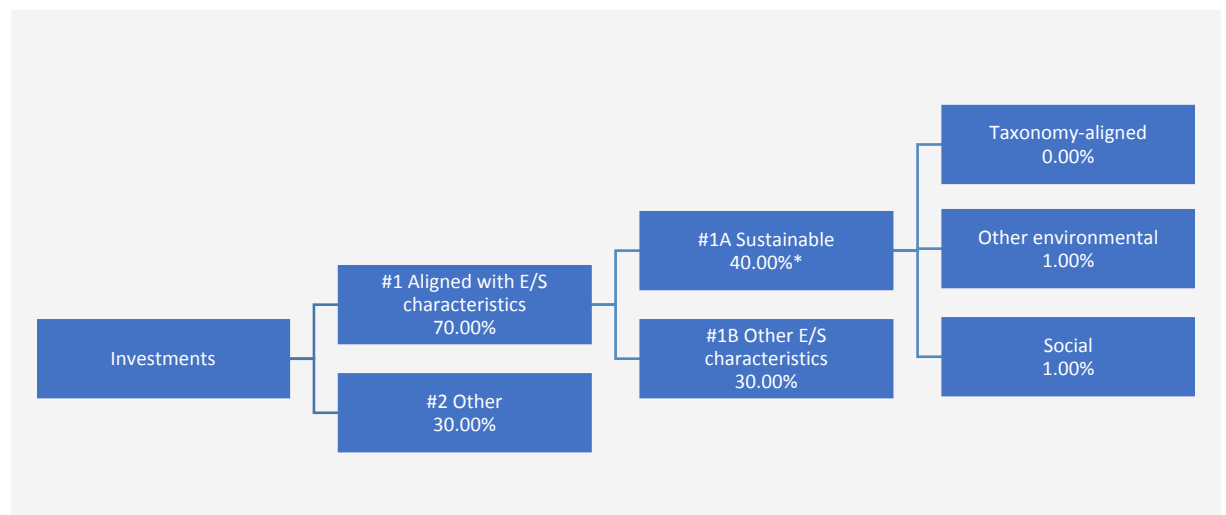 Investments
#1 Aligned with E/S
characteristics
70.00%
#2 Other
30.00%
#1A Sustainable
40.00%*
#1B Other E/S
characteristics
30.00%
Taxonomy-aligned
0.00%
Other environmental
1.00%
Social
1.00%